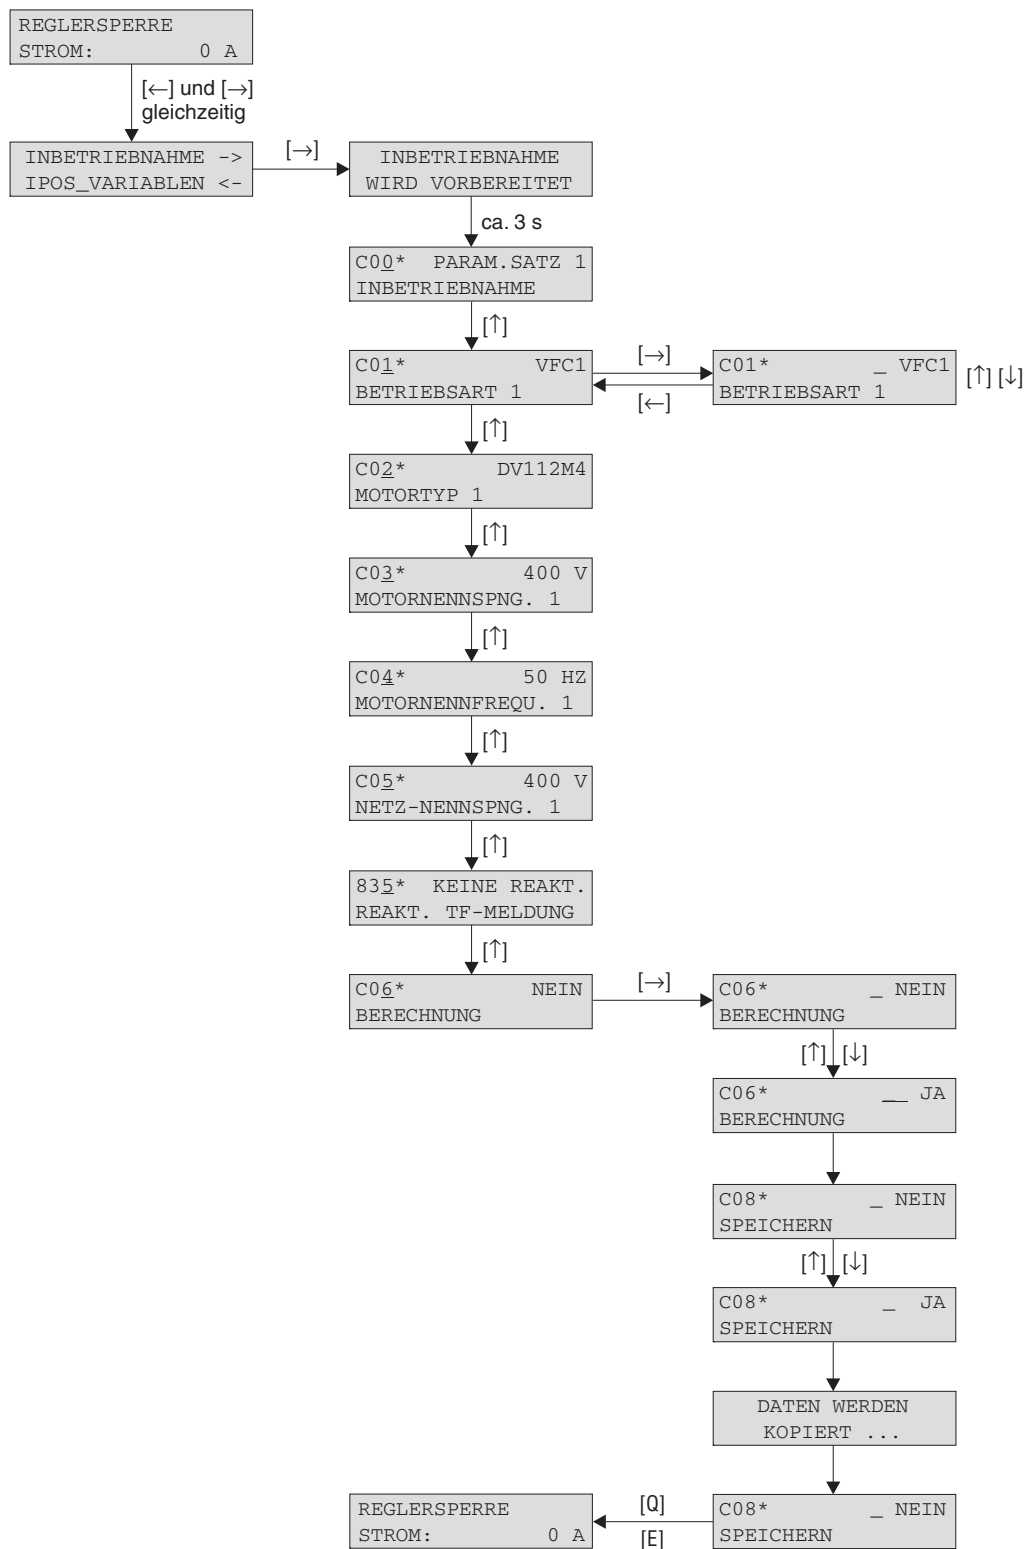 REGLERSPERRE
STROM: 0 A
[←] und [→]
gleichzeitig
INBETRIEBNAHME ->
IPOS_VARIABLEN <-
[→]
INBETRIEBNAHME
WIRD VORBEREITET
ca. 3 s
C00* PARAM.SATZ 1
INBETRIEBNAHME
[↑]
C01* VFC1
BETRIEBSART 1
[→]
[←]
C01* _ VFC1
BETRIEBSART 1
[↑] [↓]
[↑]
C02* DV112M4
MOTORTYP 1
[↑]
C03* 400 V
MOTORNENNSPNG. 1
[↑]
C04* 50 HZ
MOTORNENNFREQU. 1
[↑]
C05* 400 V
NETZ-NENNSPNG. 1
[↑]
835* KEINE REAKT.
REAKT. TF-MELDUNG
[↑]
C06* NEIN
BERECHNUNG
[→]
C06* _ NEIN
BERECHNUNG
[↑] [↓]
C06* __ JA
BERECHNUNG
C08* _ NEIN
SPEICHERN
[↑] [↓]
C08* _ JA
SPEICHERN
DATEN WERDEN
KOPIERT ...
C08* _ NEIN
SPEICHERN
[Q]
[E]
REGLERSPERRE
STROM: 0 A